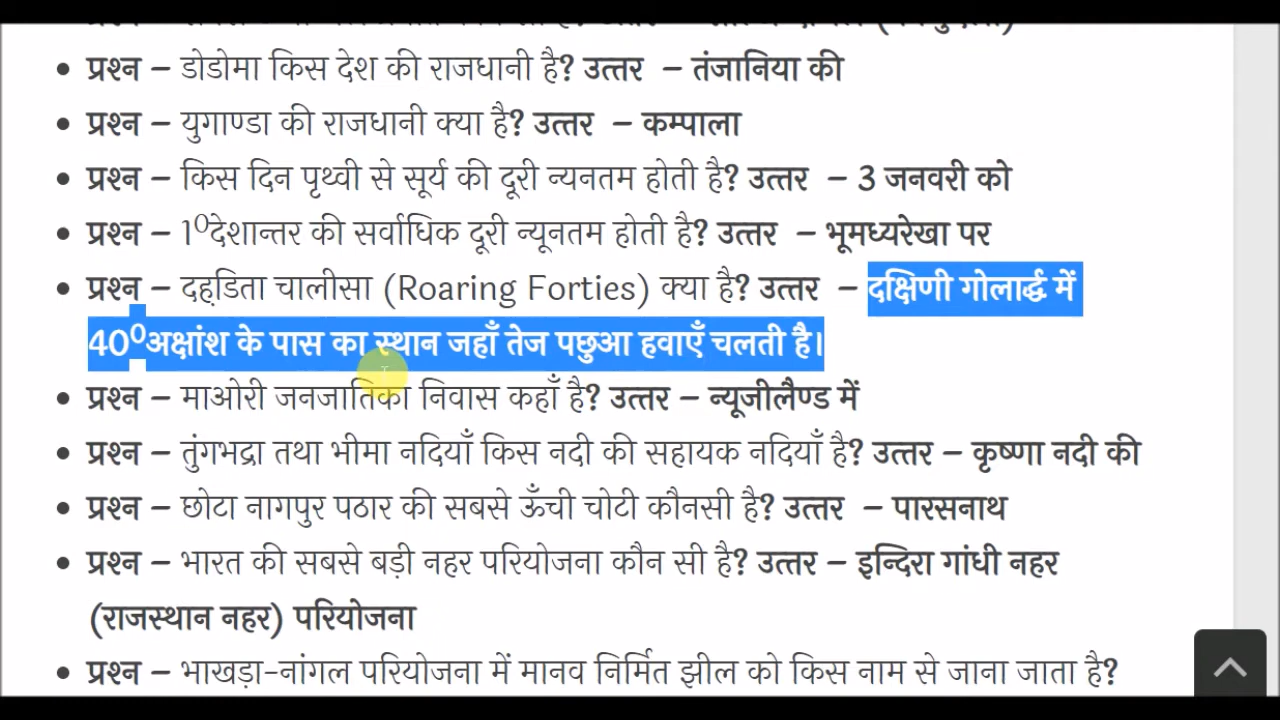 प्रश्न – डोडोमा किस देश की राजधानी है? उत्तर – तंजानिया की
प्रश्न – युगाण्डा की राजधानी क्या है? उत्तर – कम्पाला
प्रश्न – किस दिन पृथ्वी से सूर्य की दूरी न्यनतम होती है? उत्तर – 3 जनवरी को
प्रश्न – 1⁰देशान्तर की सर्वाधिक दूरी न्यूनतम होती है? उत्तर – भूमध्यरेखा पर
प्रश्न – दहडि़ता चालीसा (Roaring Forties) क्या है? उत्तर – दक्षिणी गोलार्द्ध में
40⁰अक्षांश के पास का स्थान जहाँ तेज पछुआ हवाएँ चलती है।
प्रश्न – माओरी जनजातिका निवास कहाँ है? उत्तर – न्यूजीलैण्ड में
प्रश्न – तुंगभद्रा तथा भीमा नदियाँ किस नदी की सहायक नदियाँ है? उत्तर – कृष्णा नदी की
प्रश्न – छोटा नागपुर पठार की सबसे ऊँची चोटी कौनसी है? उत्तर – पारसनाथ
प्रश्न – भारत की सबसे बड़ी नहर परियोजना कौन सी है? उत्तर – इन्दिरा गांधी नहर
(राजस्थान नहर) परियोजना
प्रश्न – भाखड़ा-नांगल परियोजना में मानव निर्मित झील को किस नाम से जाना जाता है?